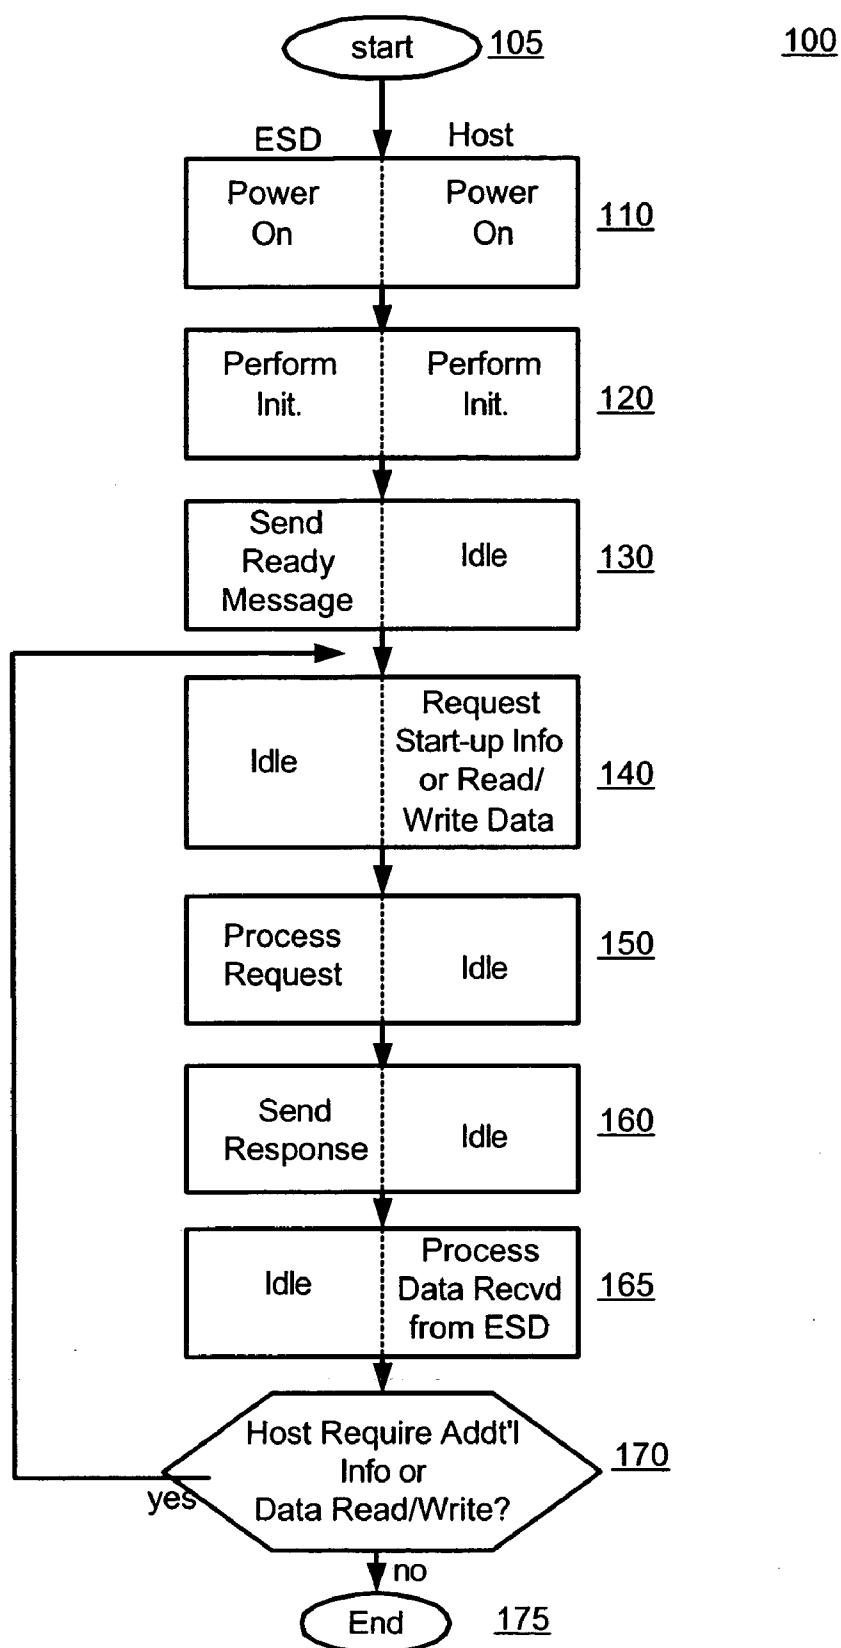 start 105
100
ESD Host
Power
On
Power
On
110
Perform
Init.
Perform
Init.
120
Send
Ready
Message
Idle
130
Idle
Request
Start-up Info
or Read/
Write Data
140
Process
Request
Idle
150
Send
Response
Idle
160
Idle
Process
Data Recvd
from ESD
165
Host Require Addt'l
Info or
Data Read/Write?
170
yes
no
End 175